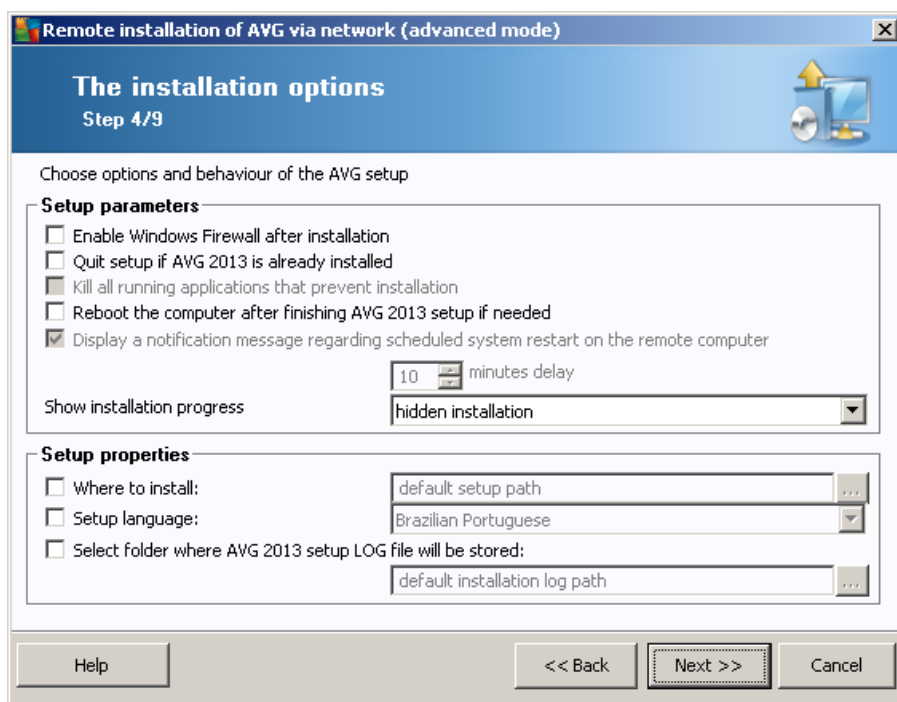 Remote installation of AVG via network (advanced mode)
The installation options
Step 4/9
Choose options and behaviour of the AVG setup
Setup parameters
Enable Windows Firewall after installation
Quit setup if AVG 2013 is already installed
Kill all running applications that prevent installation
Reboot the computer after finishing AVG 2013 setup if needed
Display a notification message regarding scheduled system restart on the remote computer
10 minutes delay
Show installation progress hidden installation
Setup properties
Where to install: default setup path ...
Setup language: Brazilian Portuguese
Select folder where AVG 2013 setup LOG file will be stored:
default installation log path ...
Help << Back Next >> Cancel